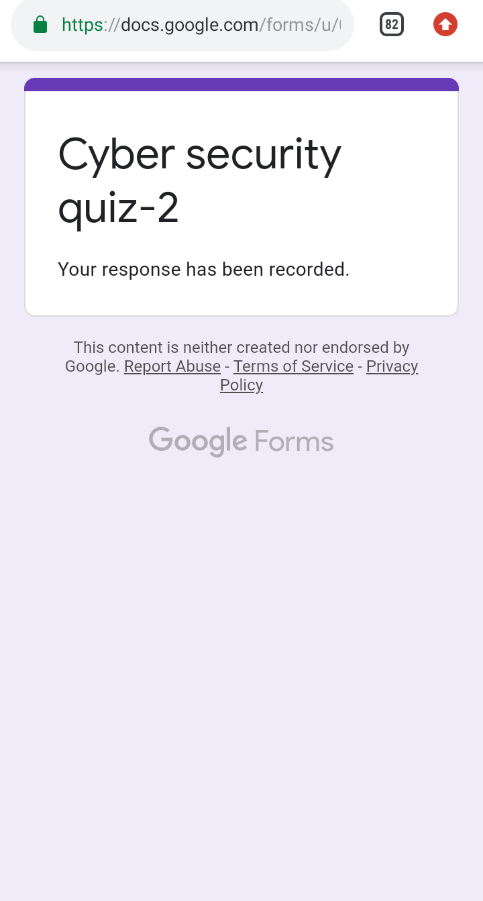 https://docs.google.com/forms/u/
82
Cyber security
quiz-2
Your response has been recorded.
This content is neither created nor endorsed by
Google. Report Abuse - Terms of Service - Privacy
Policy
Google Forms